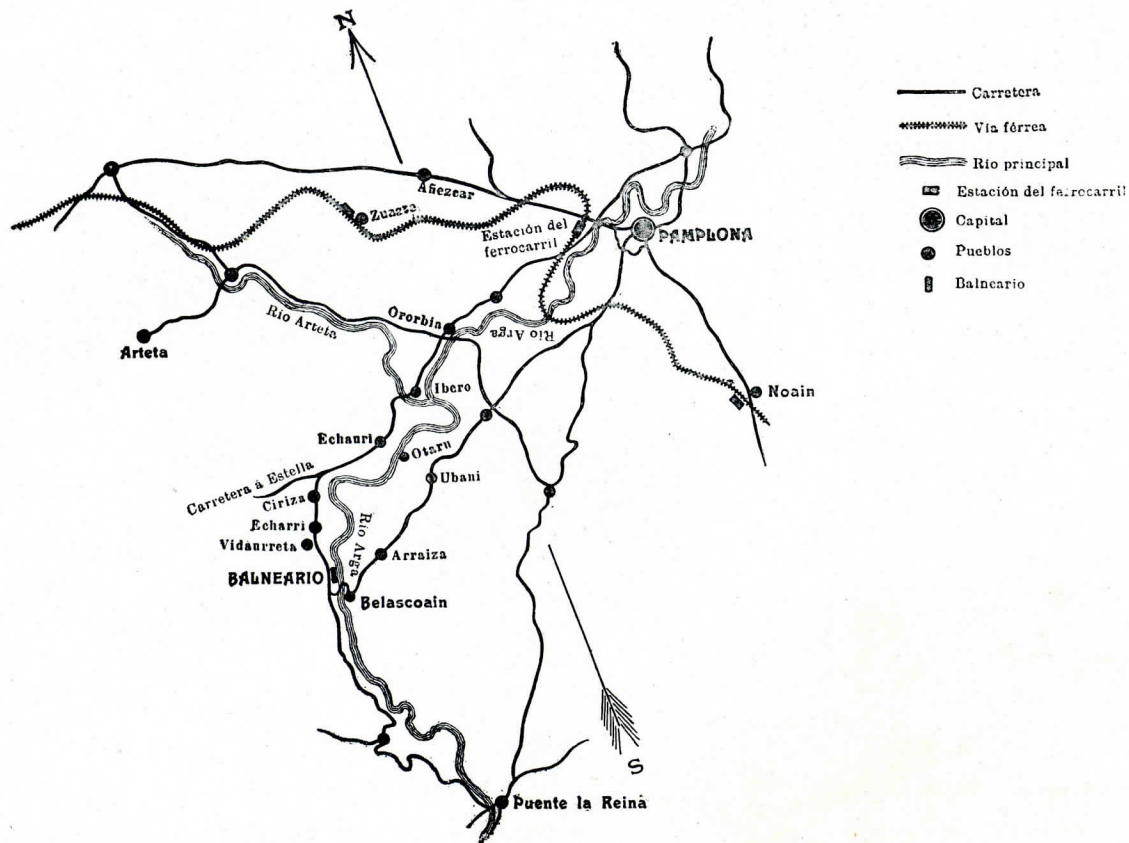 N
Carretera
Vía férrea
Río principal
Estación del ferrocarril
Capital
Pueblos
Balneario
Añezcar
Zuasta
Estación del
ferrocarril
PAMPLONA
Río Arteta
Arteta
Ororbia
Río Arga
Ibero
Noain
Echauri
Otaru
Carretera á Estella
Ubani
Ciriza
Echarri
Río Arga
Vidaurreta
Arraiza
BALNEARIO
Belascoain
S
Puente la Reina